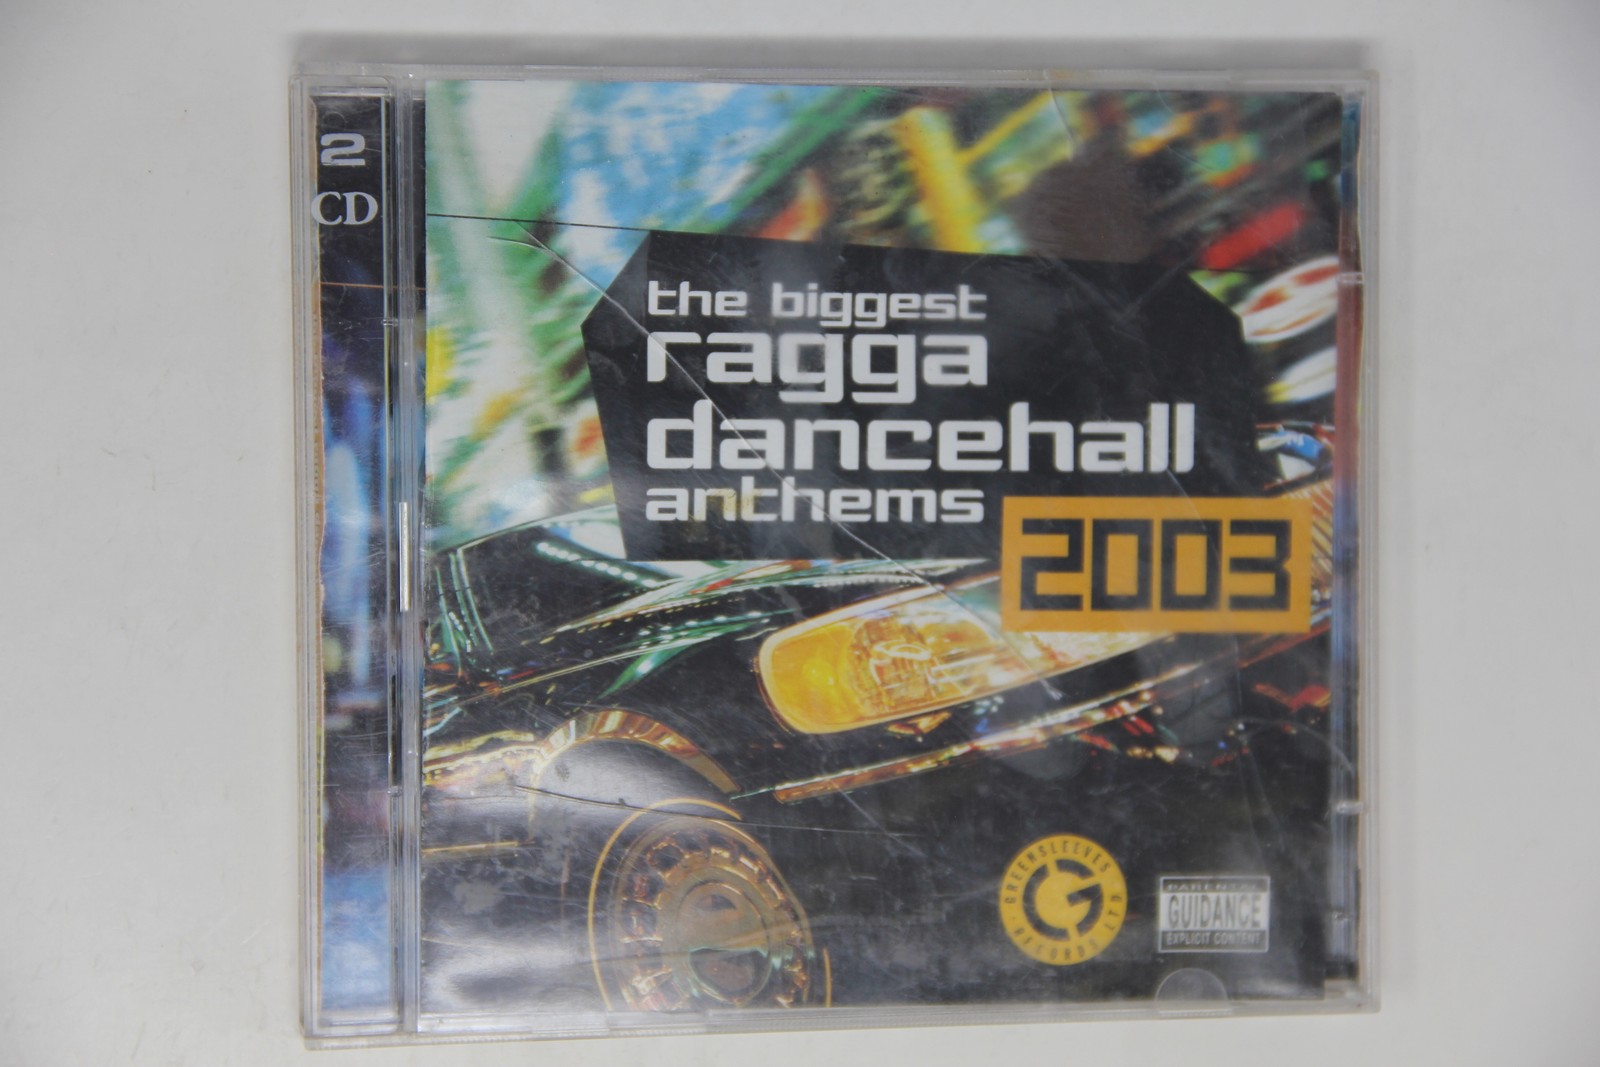 2
CD
the biggest
ragga
dancehall
anthems
2003
GREENSLEEVES
RECORDS LTD
PARENTAL
GUIDANCE
EXPLICIT CONTENT